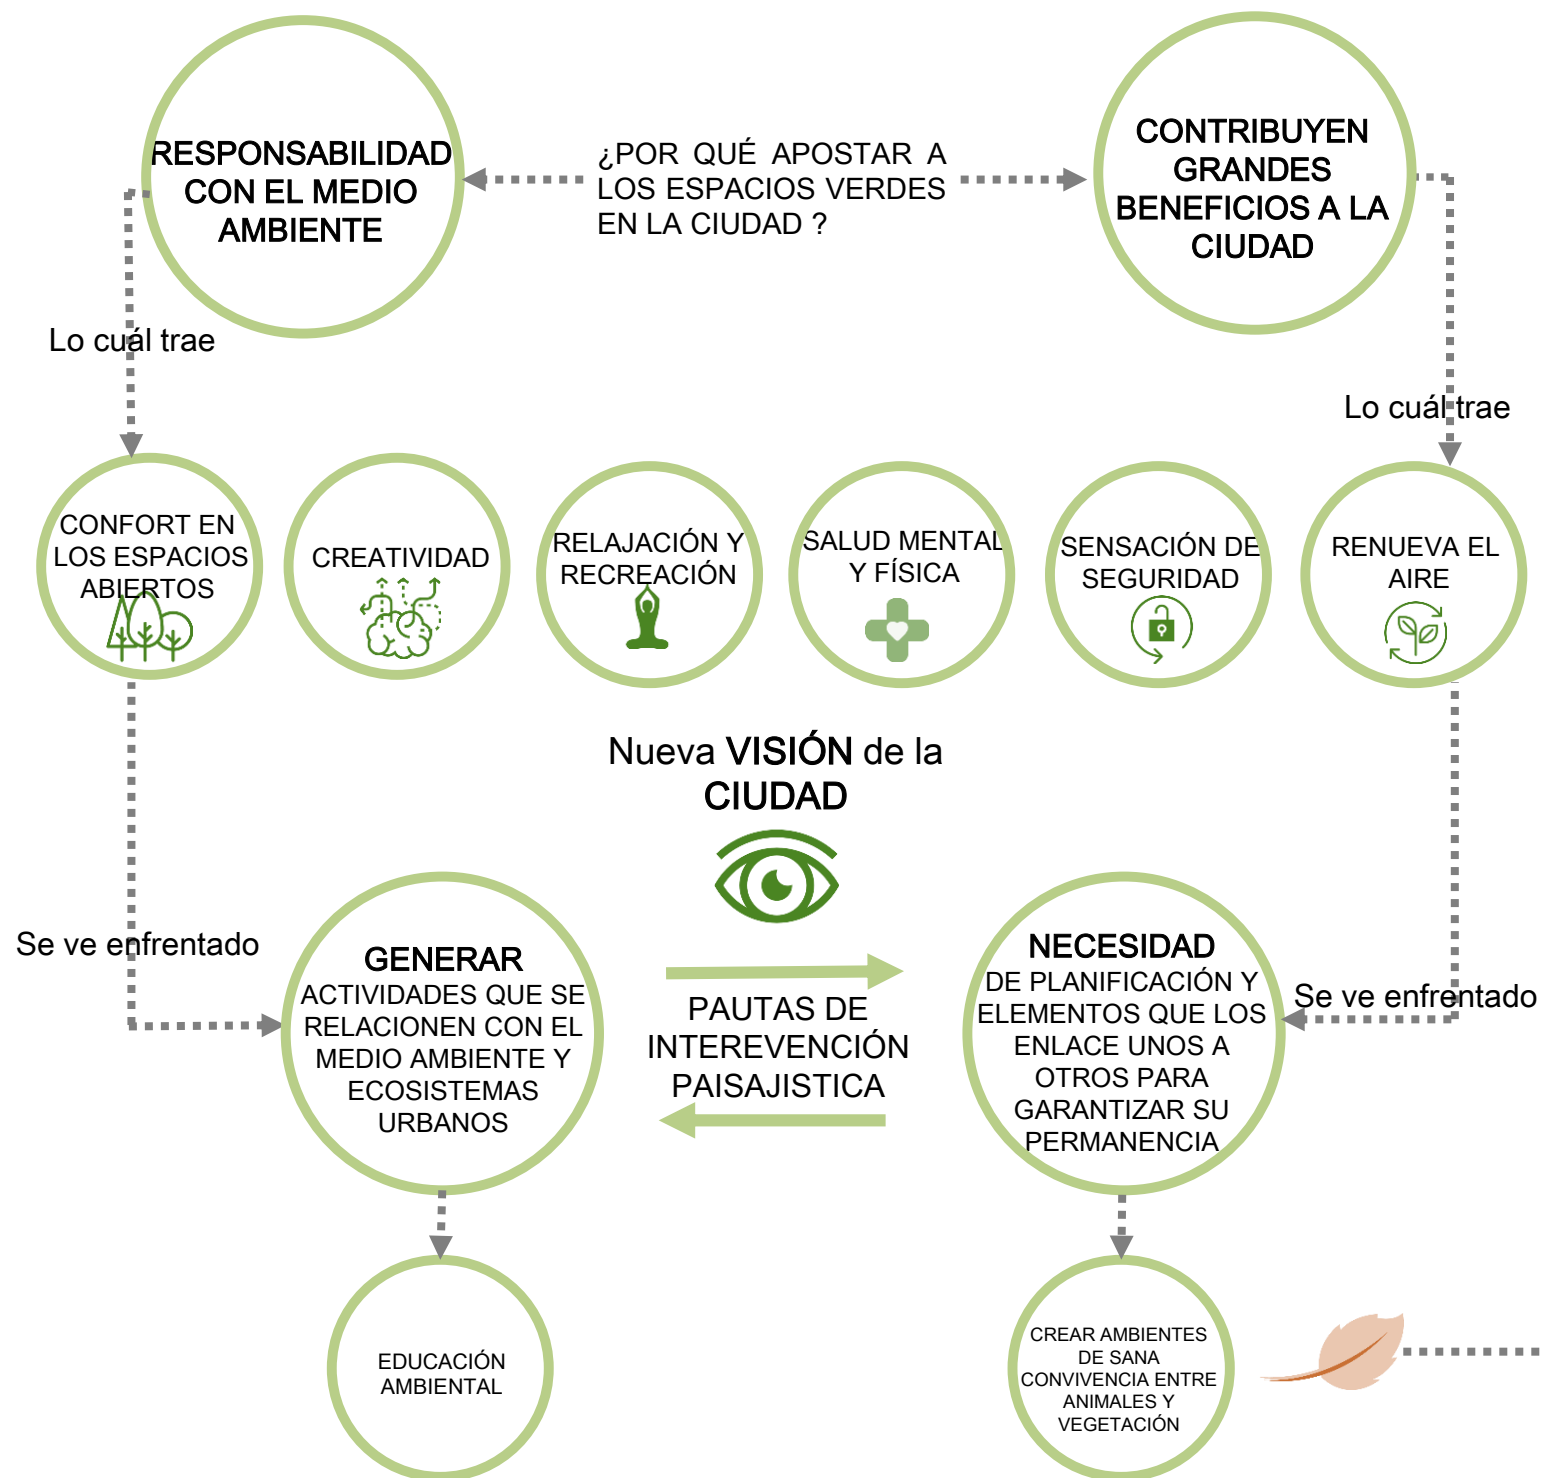 RESPONSABILIDAD
CON EL MEDIO
AMBIENTE
¿POR QUÉ APOSTAR A
LOS ESPACIOS VERDES
EN LA CIUDAD ?
CONTRIBUYEN
GRANDES
BENEFICIOS A LA
CIUDAD
Lo cuál trae
Lo cuál trae
CONFORT EN
LOS ESPACIOS
ABIERTOS
CREATIVIDAD
RELAJACIÓN Y
RECREACIÓN
SALUD MENTAL
Y FÍSICA
SENSACIÓN DE
SEGURIDAD
RENUEVA EL
AIRE
Nueva VISIÓN de la
CIUDAD
Se ve enfrentado
GENERAR
ACTIVIDADES QUE SE
RELACIONEN CON EL
MEDIO AMBIENTE Y
ECOSISTEMAS
URBANOS
PAUTAS DE
INTEREVENCIÓN
PAISAJISTICA
NECESIDAD
DE PLANIFICACIÓN Y
ELEMENTOS QUE LOS
ENLACE UNOS A
OTROS PARA
GARANTIZAR SU
PERMANENCIA
Se ve enfrentado
EDUCACIÓN
AMBIENTAL
CREAR AMBIENTES
DE SANA
CONVIVENCIA ENTRE
ANIMALES Y
VEGETACIÓN